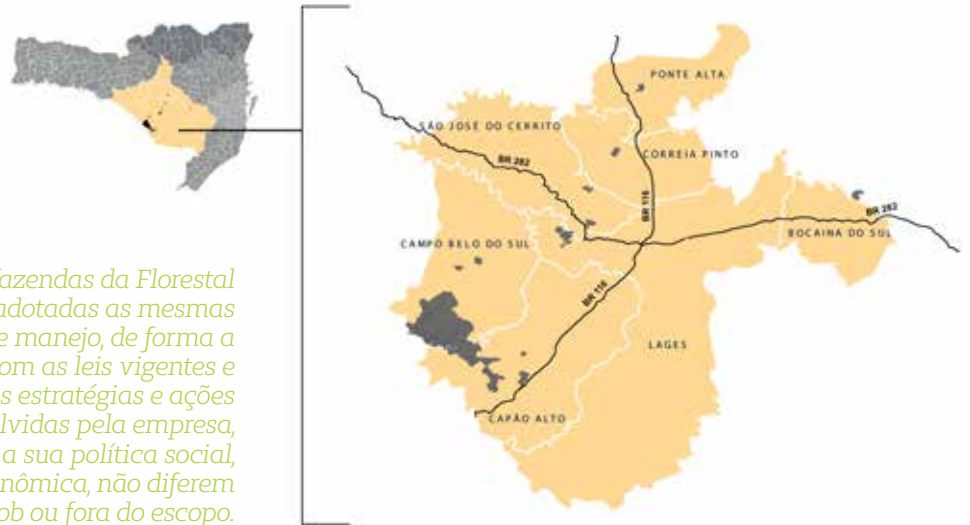 PONTE ALTA
SÃO JOSÉ DO CERRITO
CORREIA PINTO
BR 282
BR 116
BR 282
BOCAINA DO SUL
CAMPO BELO DO SUL
BR 116
LAGES
CAPÃO ALTO
fazendas da Florestal
adotadas as mesmas
e manejo, de forma a
om as leis vigentes e
s estratégias e ações
lvidas pela empresa,
a sua política social,
nômica, não diferem
ob ou fora do escopo.